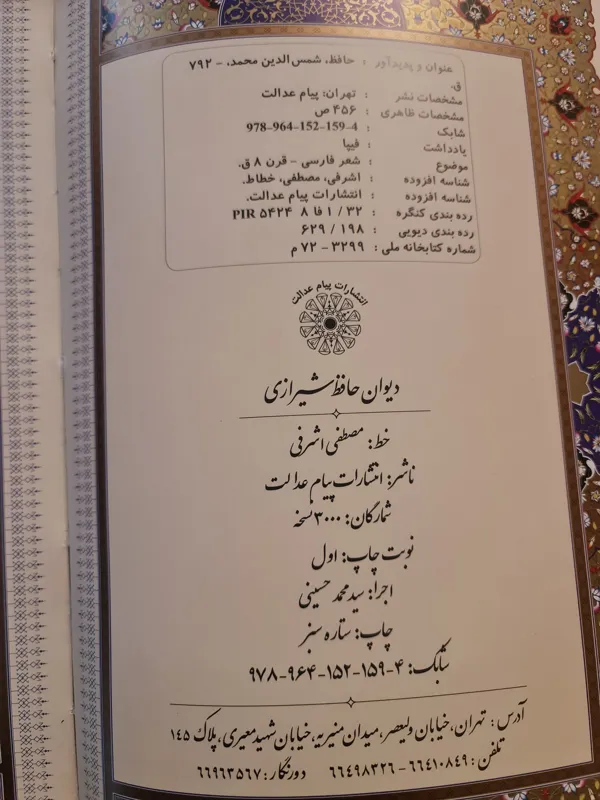 عنوان و پدیدآور : حافظ، شمس الدین محمد، - ۷۹۲
ق.
مشخصات نشر : تهران: پیام عدالت
مشخصات ظاهری : ۴۵۶ ص
شابک : 978-964-152-159-4
یادداشت : فیپا
موضوع : شعر فارسی - قرن ۸ ق.
شناسه افزوده : اشرفی، مصطفی، خطاط.
شناسه افزوده : انتشارات پیام عدالت.
رده بندی کنگره : PIR ۵۴۲۴ ۸ فا ۱ / ۳۲
رده بندی دیویی : ۱۹۸ / ۶۲۹
شماره کتابخانه ملی : ۳۲۹۹ - ۷۲ م
انتشارات پیام عدالت
دیوان حافظ شیرازی
خط: مصطفی اشرفی
ناشر: انتشارات پیام عدالت
شمارگان: ۳۰۰۰ نسخه
نوبت چاپ: اول
اجرا: سید محمد حسینی
چاپ: ستاره سبز
شابک: ۴-۱۵۹-۱۵۲-۹۶۴-۹۷۸
آدرس: تهران، خیابان ولیعصر، میدان منیریه، خیابان شهید معیری، پلاک ۱۴۵
تلفن: ۶۶۴۱۰۸۴۹ - ۶۶۴۹۸۳۲۶ دورنگار: ۶۶۹۶۳۵۶۷